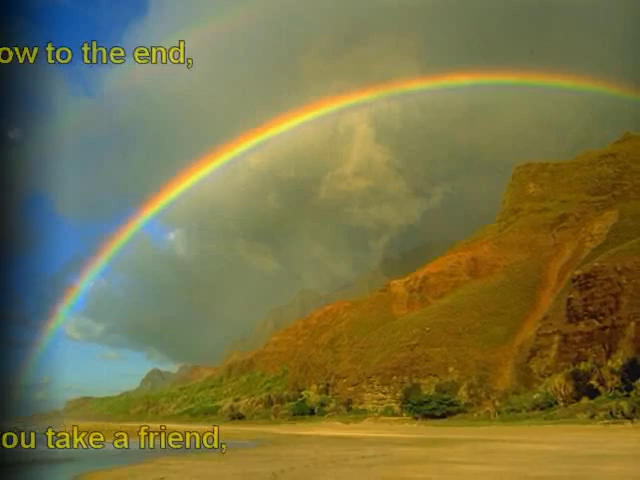 ow to the end,
ou take a friend,